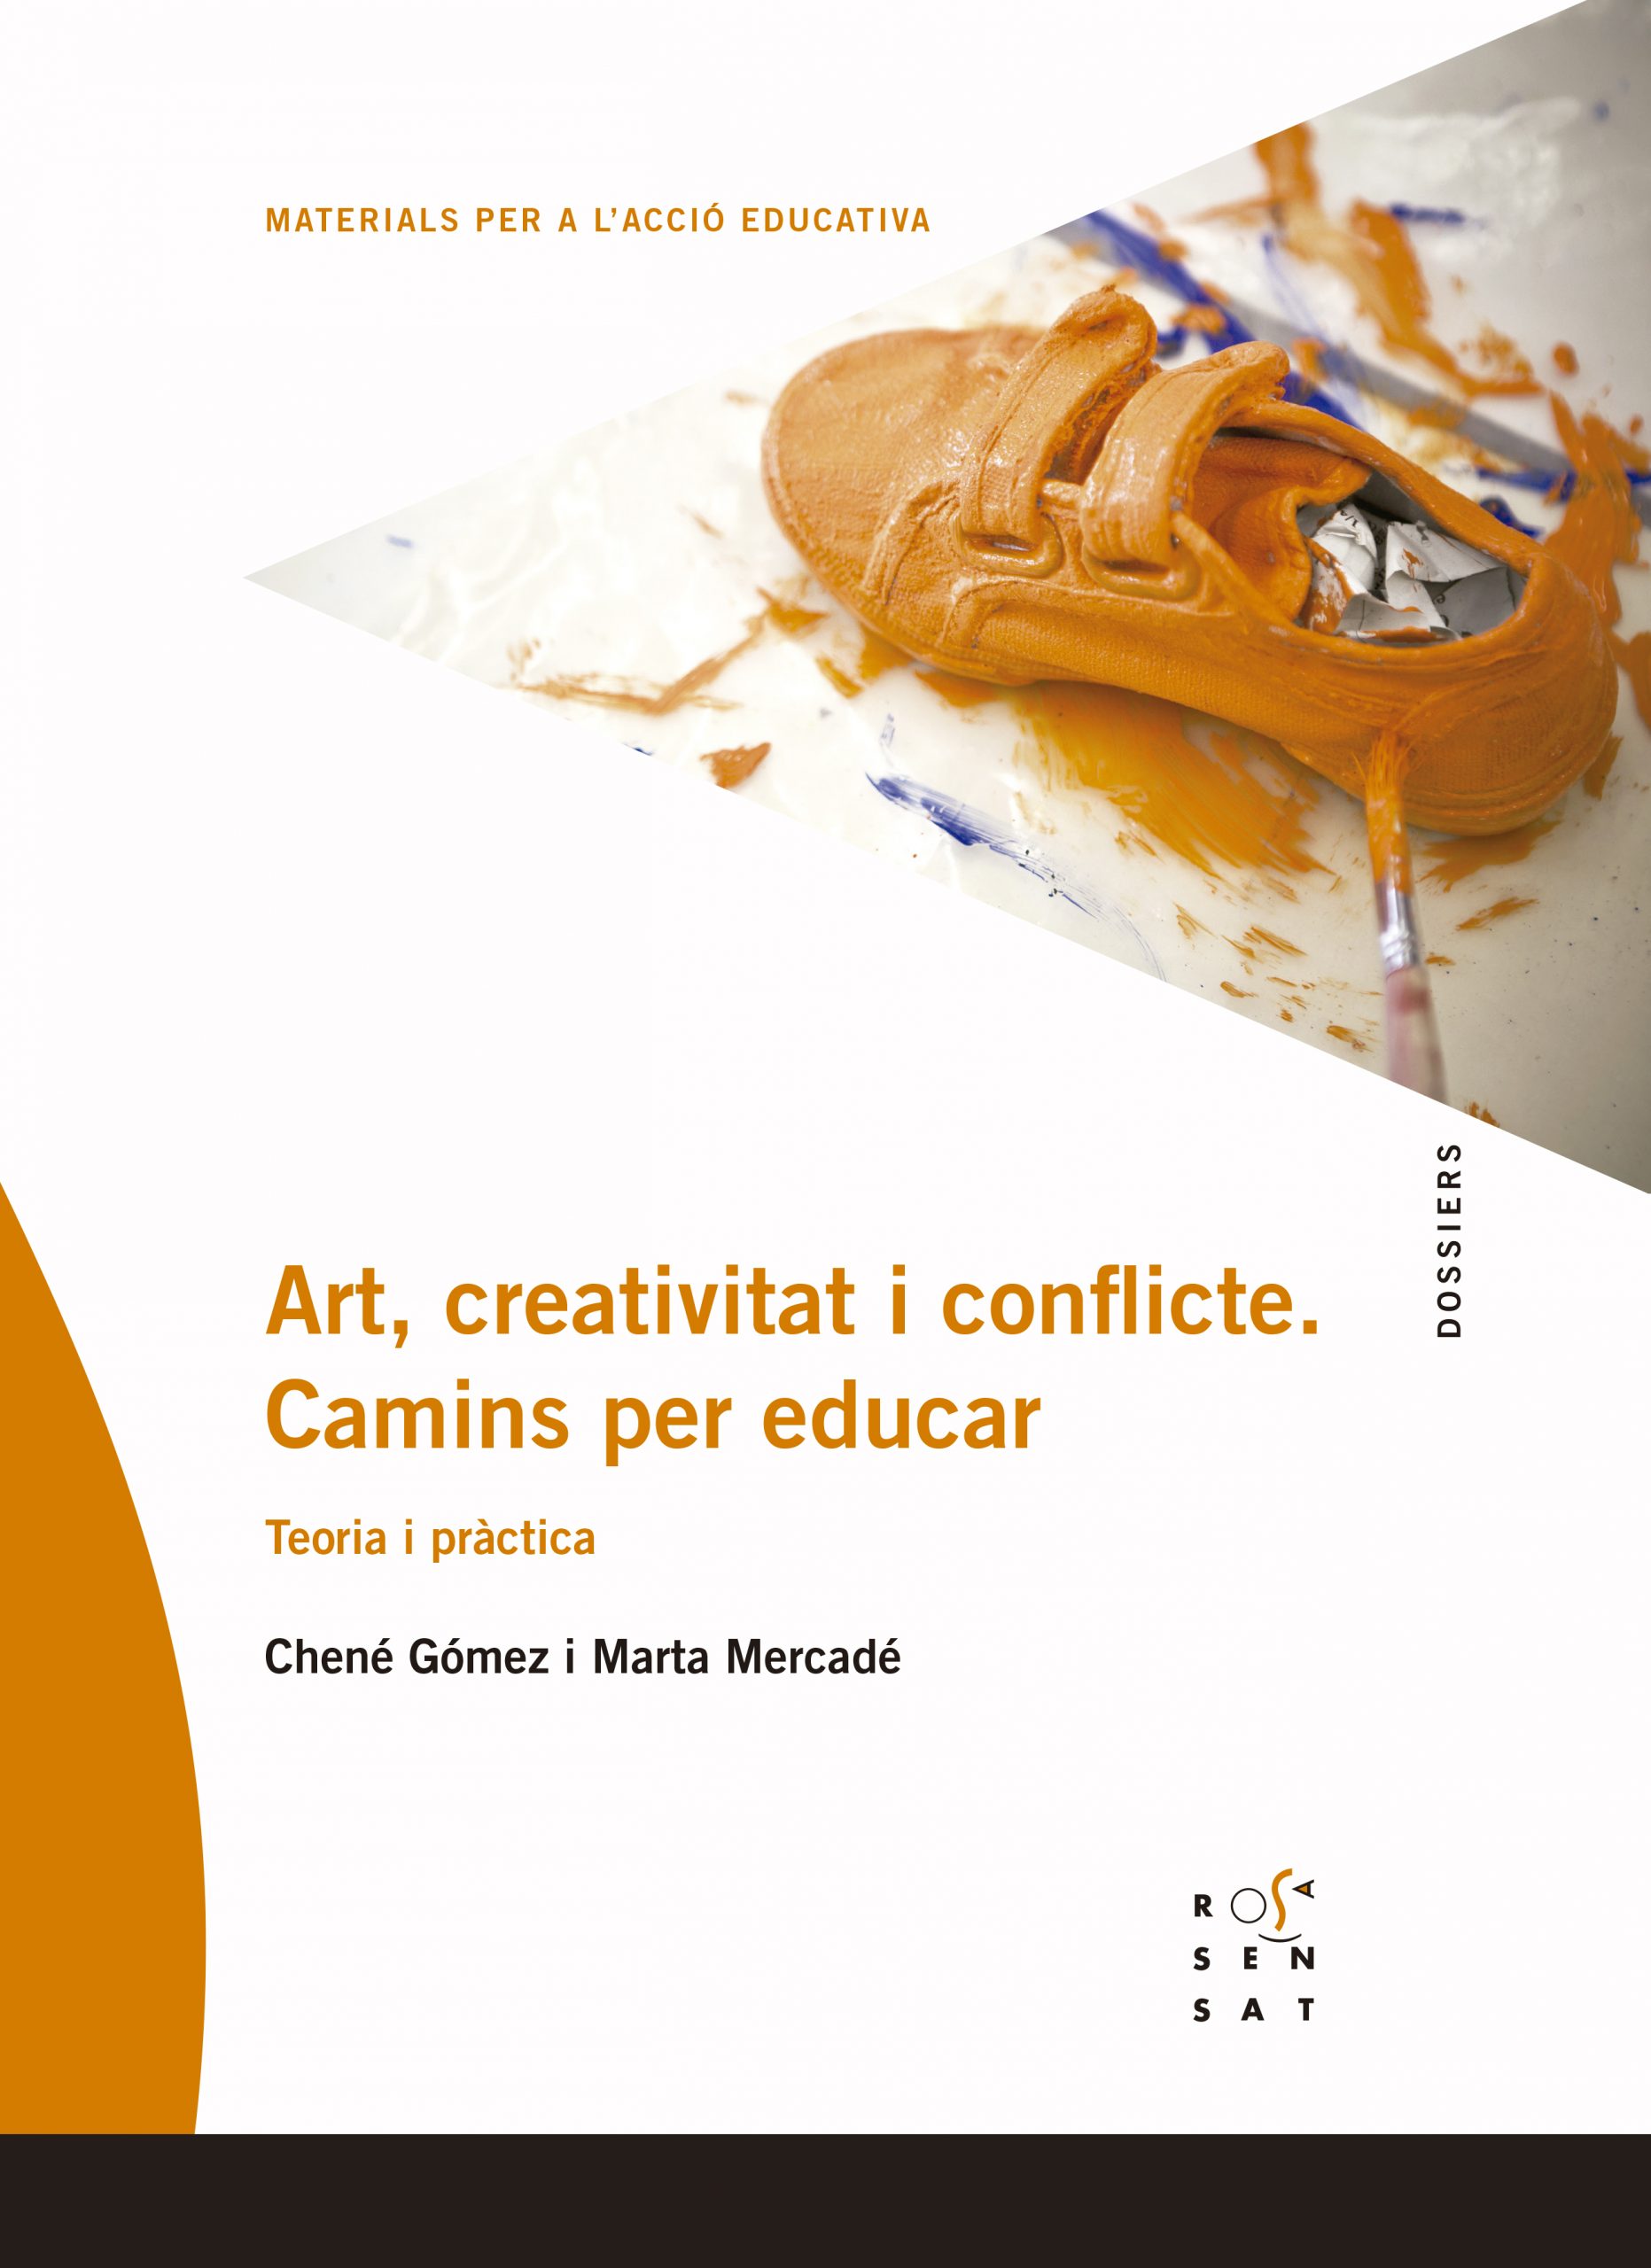 MATERIALS PER A L’ACCIÓ EDUCATIVA
DOSSIERS
Art, creativitat i conflicte.
Camins per educar
Teoria i pràctica
Chené Gómez i Marta Mercadé
ROSA
SEN
SAT